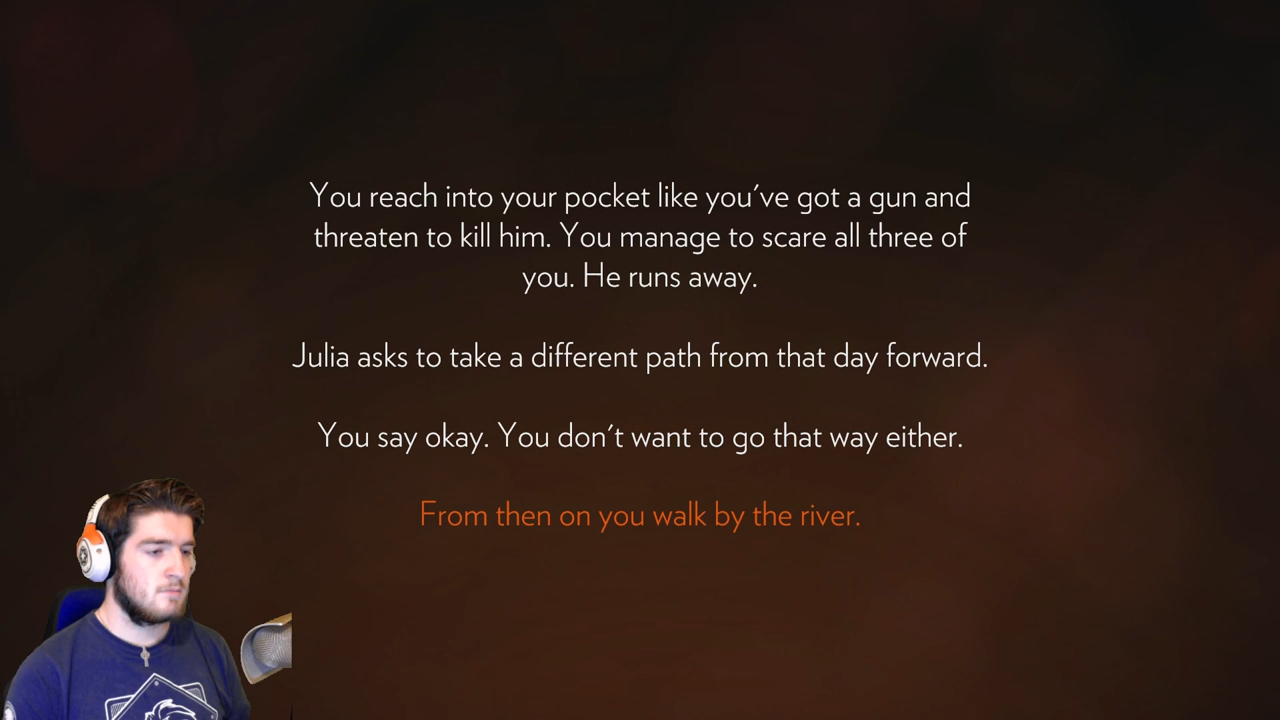 You reach into your pocket like you've got a gun and
threaten to kill him. You manage to scare all three of
you. He runs away.
Julia asks to take a different path from that day forward.
You say okay. You don't want to go that way either.
From then on you walk by the river.